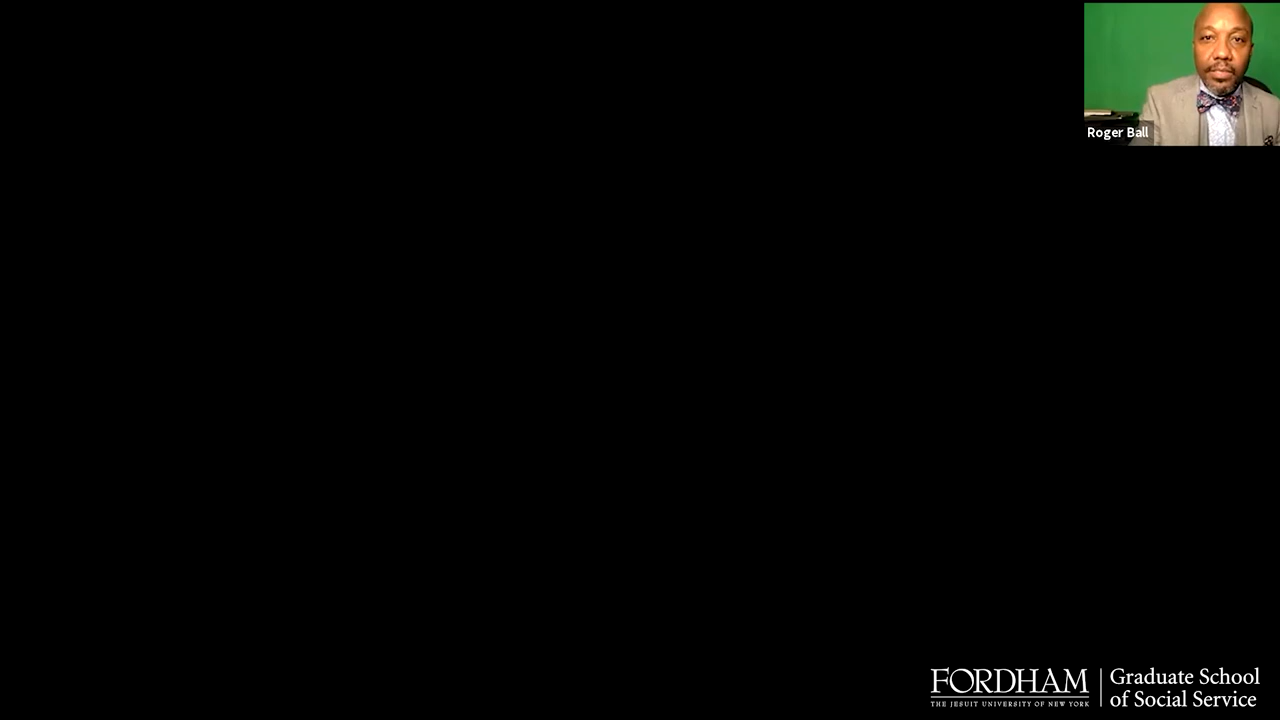 Roger Ball
FORDHAM
THE JESUIT UNIVERSITY OF NEW YORK
Graduate School
of Social Service